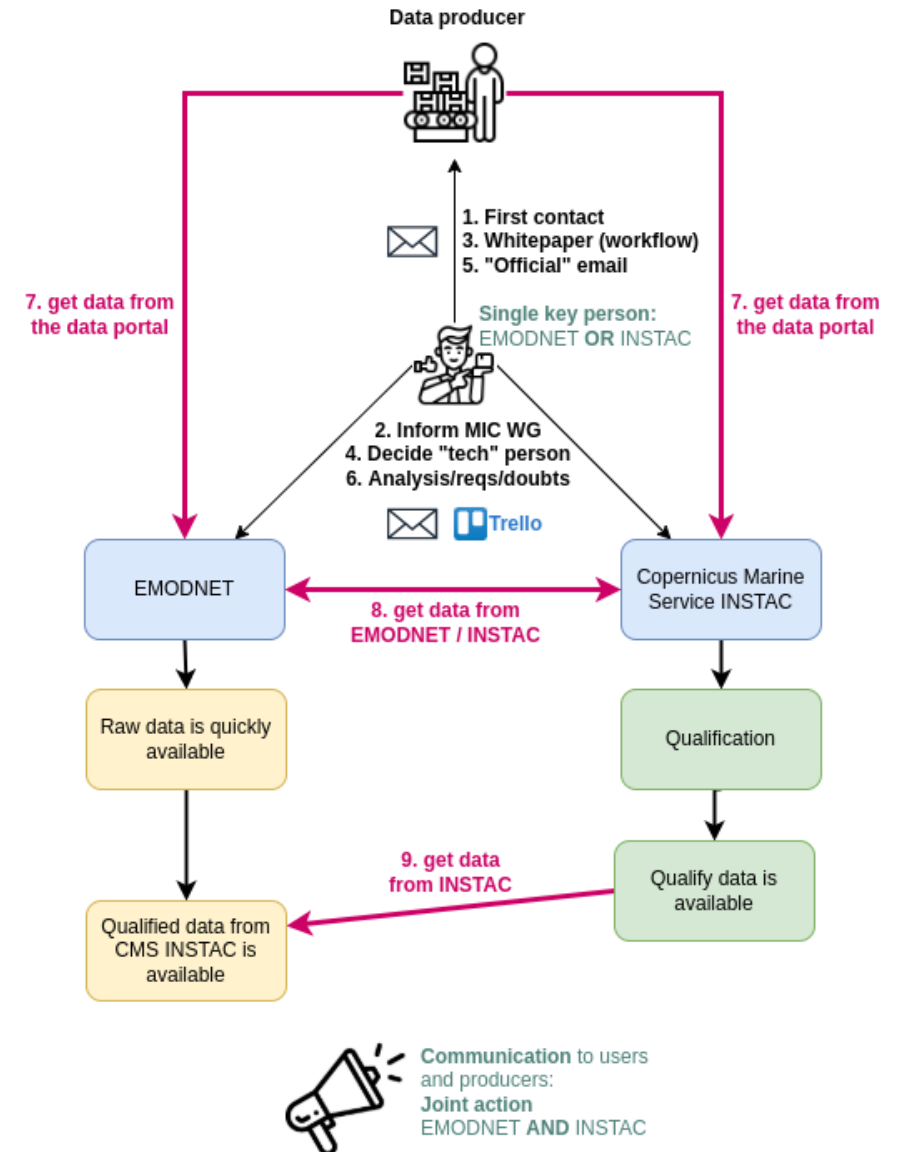 Data producer
1. First contact
3. Whitepaper (workflow)
5. "Official" email
7. get data from
the data portal
7. get data from
the data portal
Single key person:
EMODNET OR INSTAC
2. Inform MIC WG
4. Decide "tech" person
6. Analysis/reqs/doubts
Trello
EMODNET
Copernicus Marine
Service INSTAC
8. get data from
EMODNET / INSTAC
Raw data is quickly
available
Qualification
9. get data
from INSTAC
Qualify data is
available
Qualified data from
CMS INSTAC is
available
Communication to users
and producers:
Joint action
EMODNET AND INSTAC